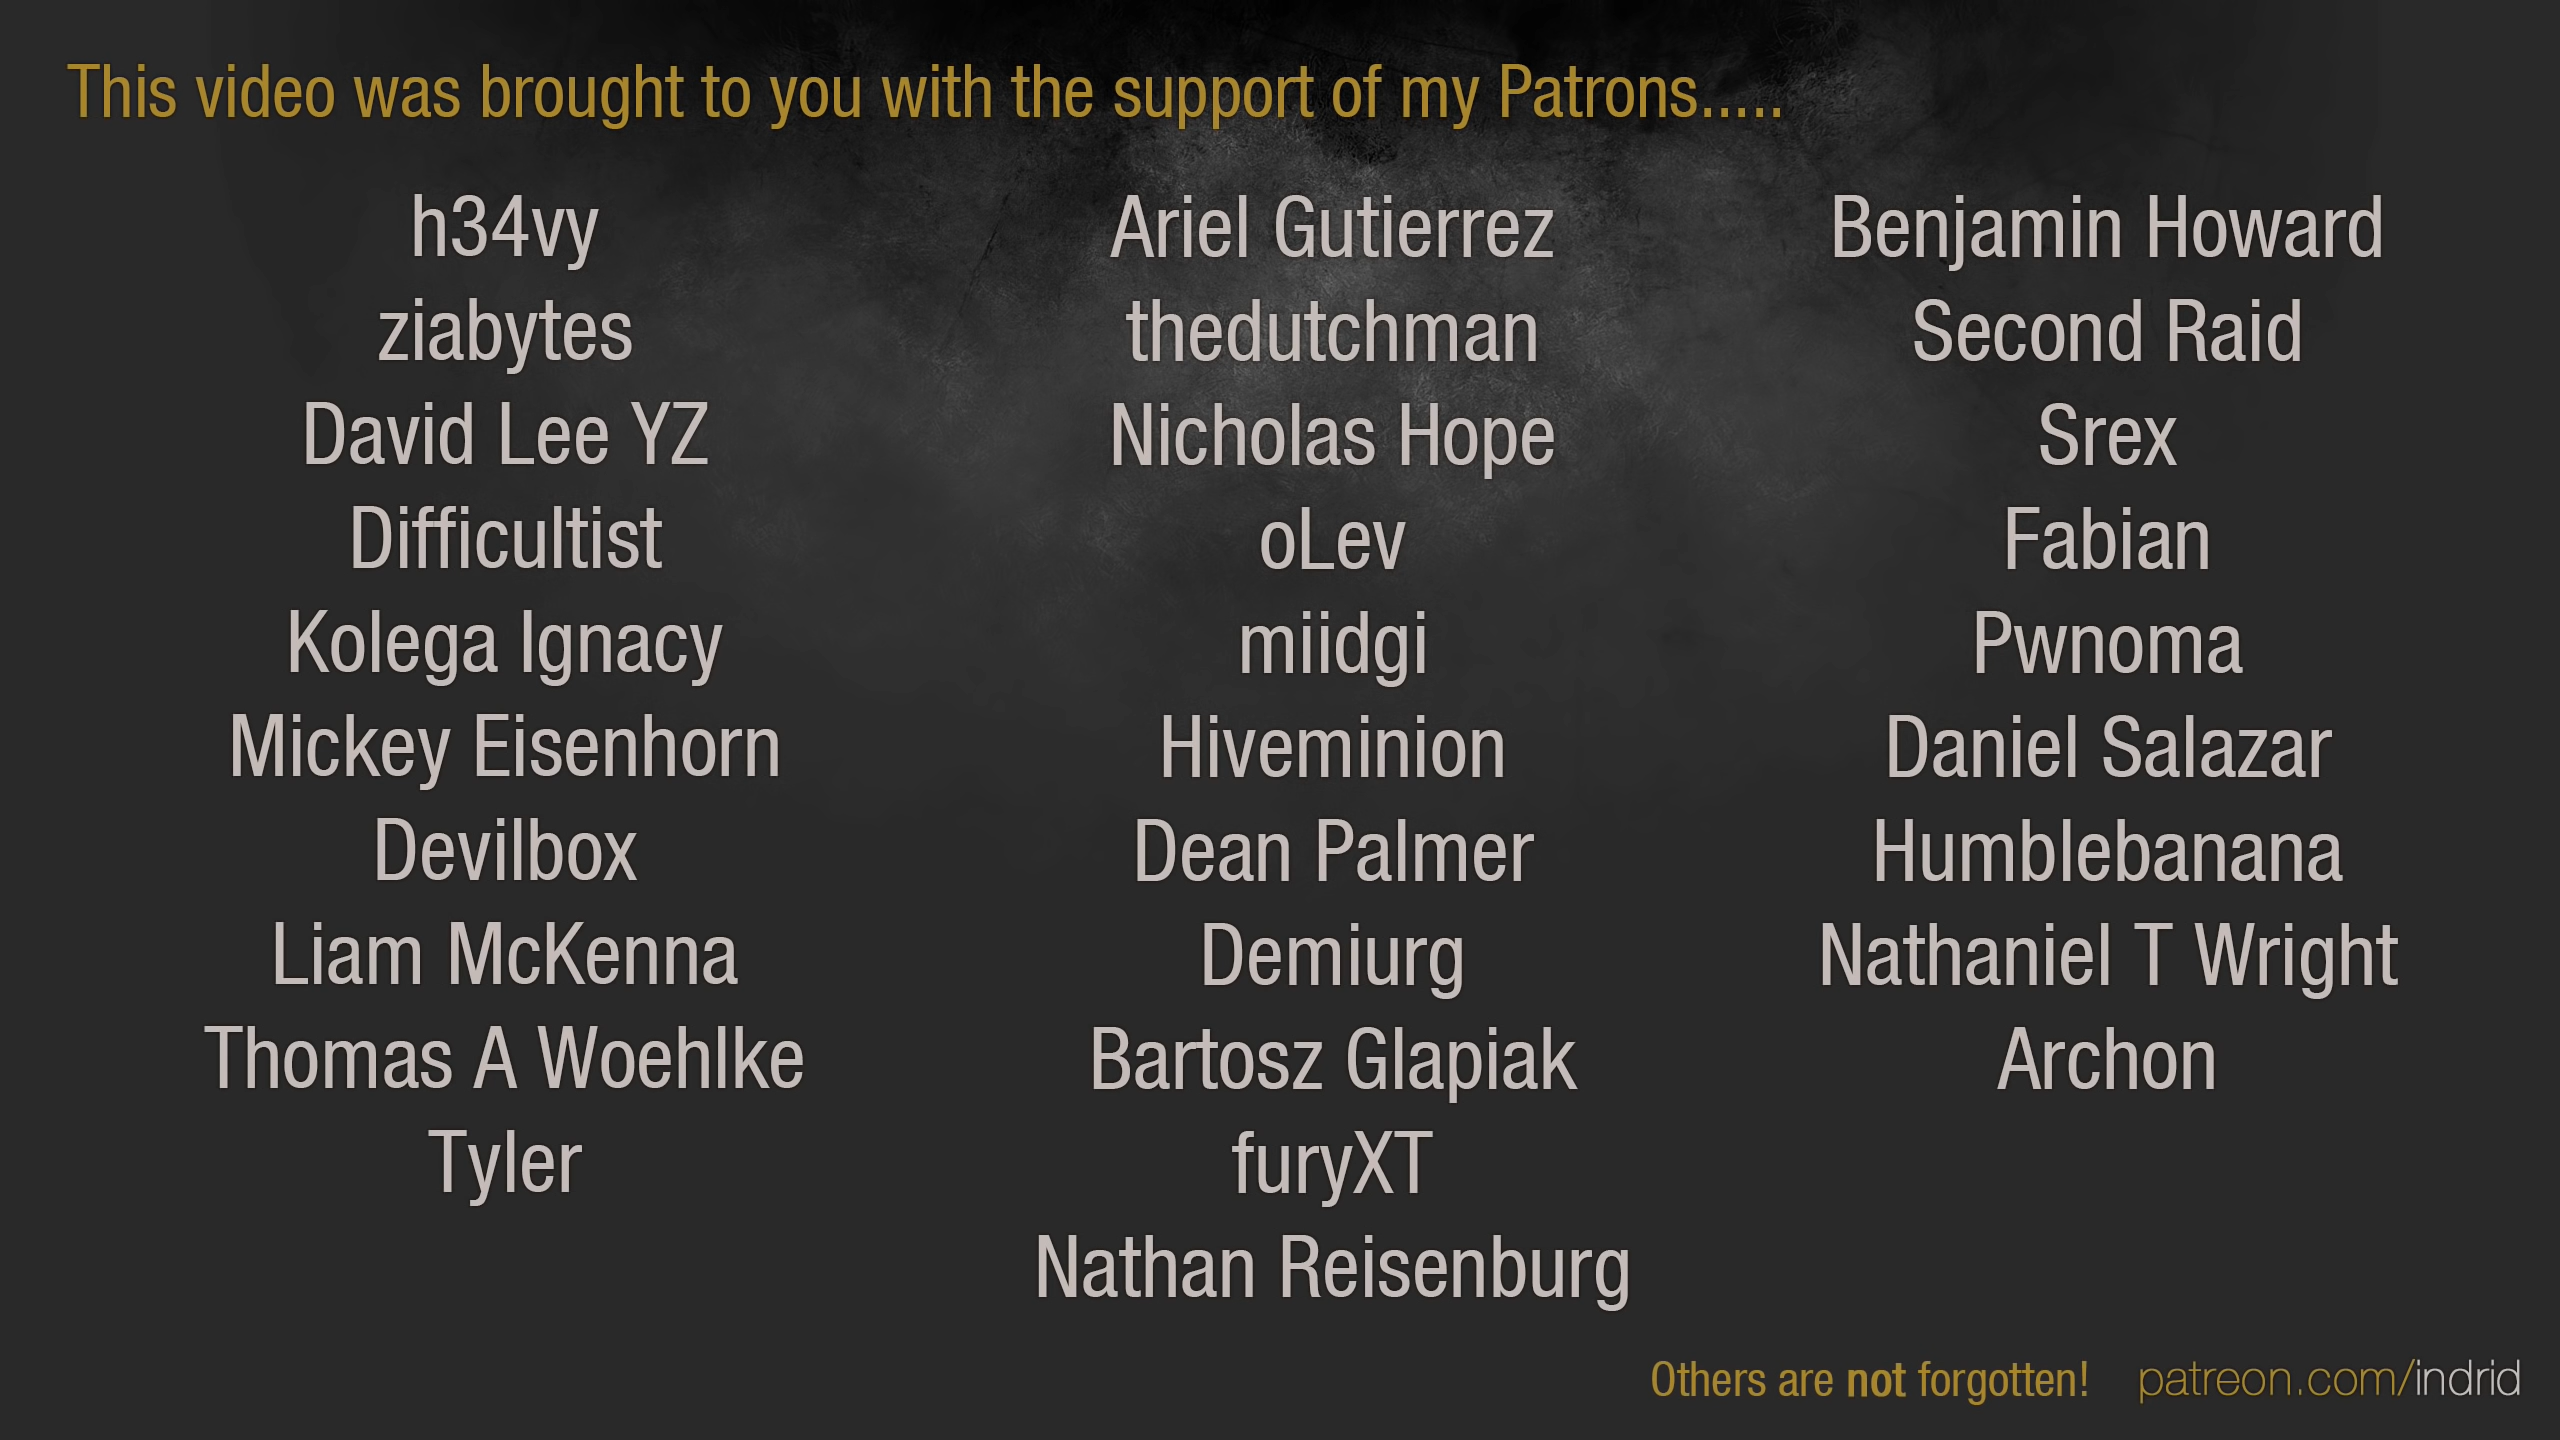 This video was brought to you with the support of my Patrons.....
h34vy
ziabytes
David Lee YZ
Difficultist
Kolega Ignacy
Mickey Eisenhorn
Devilbox
Liam McKenna
Thomas A Woehlke
Tyler
Ariel Gutierrez
thedutchman
Nicholas Hope
oLev
miidgi
Hiveminion
Dean Palmer
Demiurg
Bartosz Glapiak
furyXT
Nathan Reisenburg
Benjamin Howard
Second Raid
Srex
Fabian
Pwnoma
Daniel Salazar
Humblebanana
Nathaniel T Wright
Archon
Others are not forgotten! patreon.com/indrid